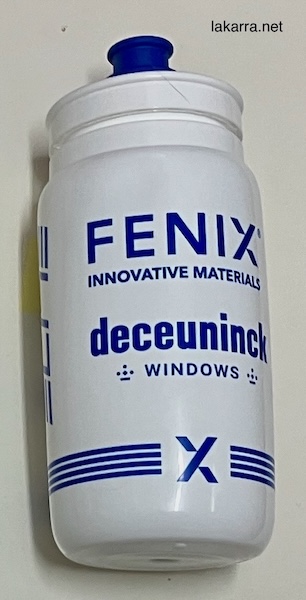 lakarra.net
FENIX
INNOVATIVE MATERIALS
deceuninck
WINDOWS
X